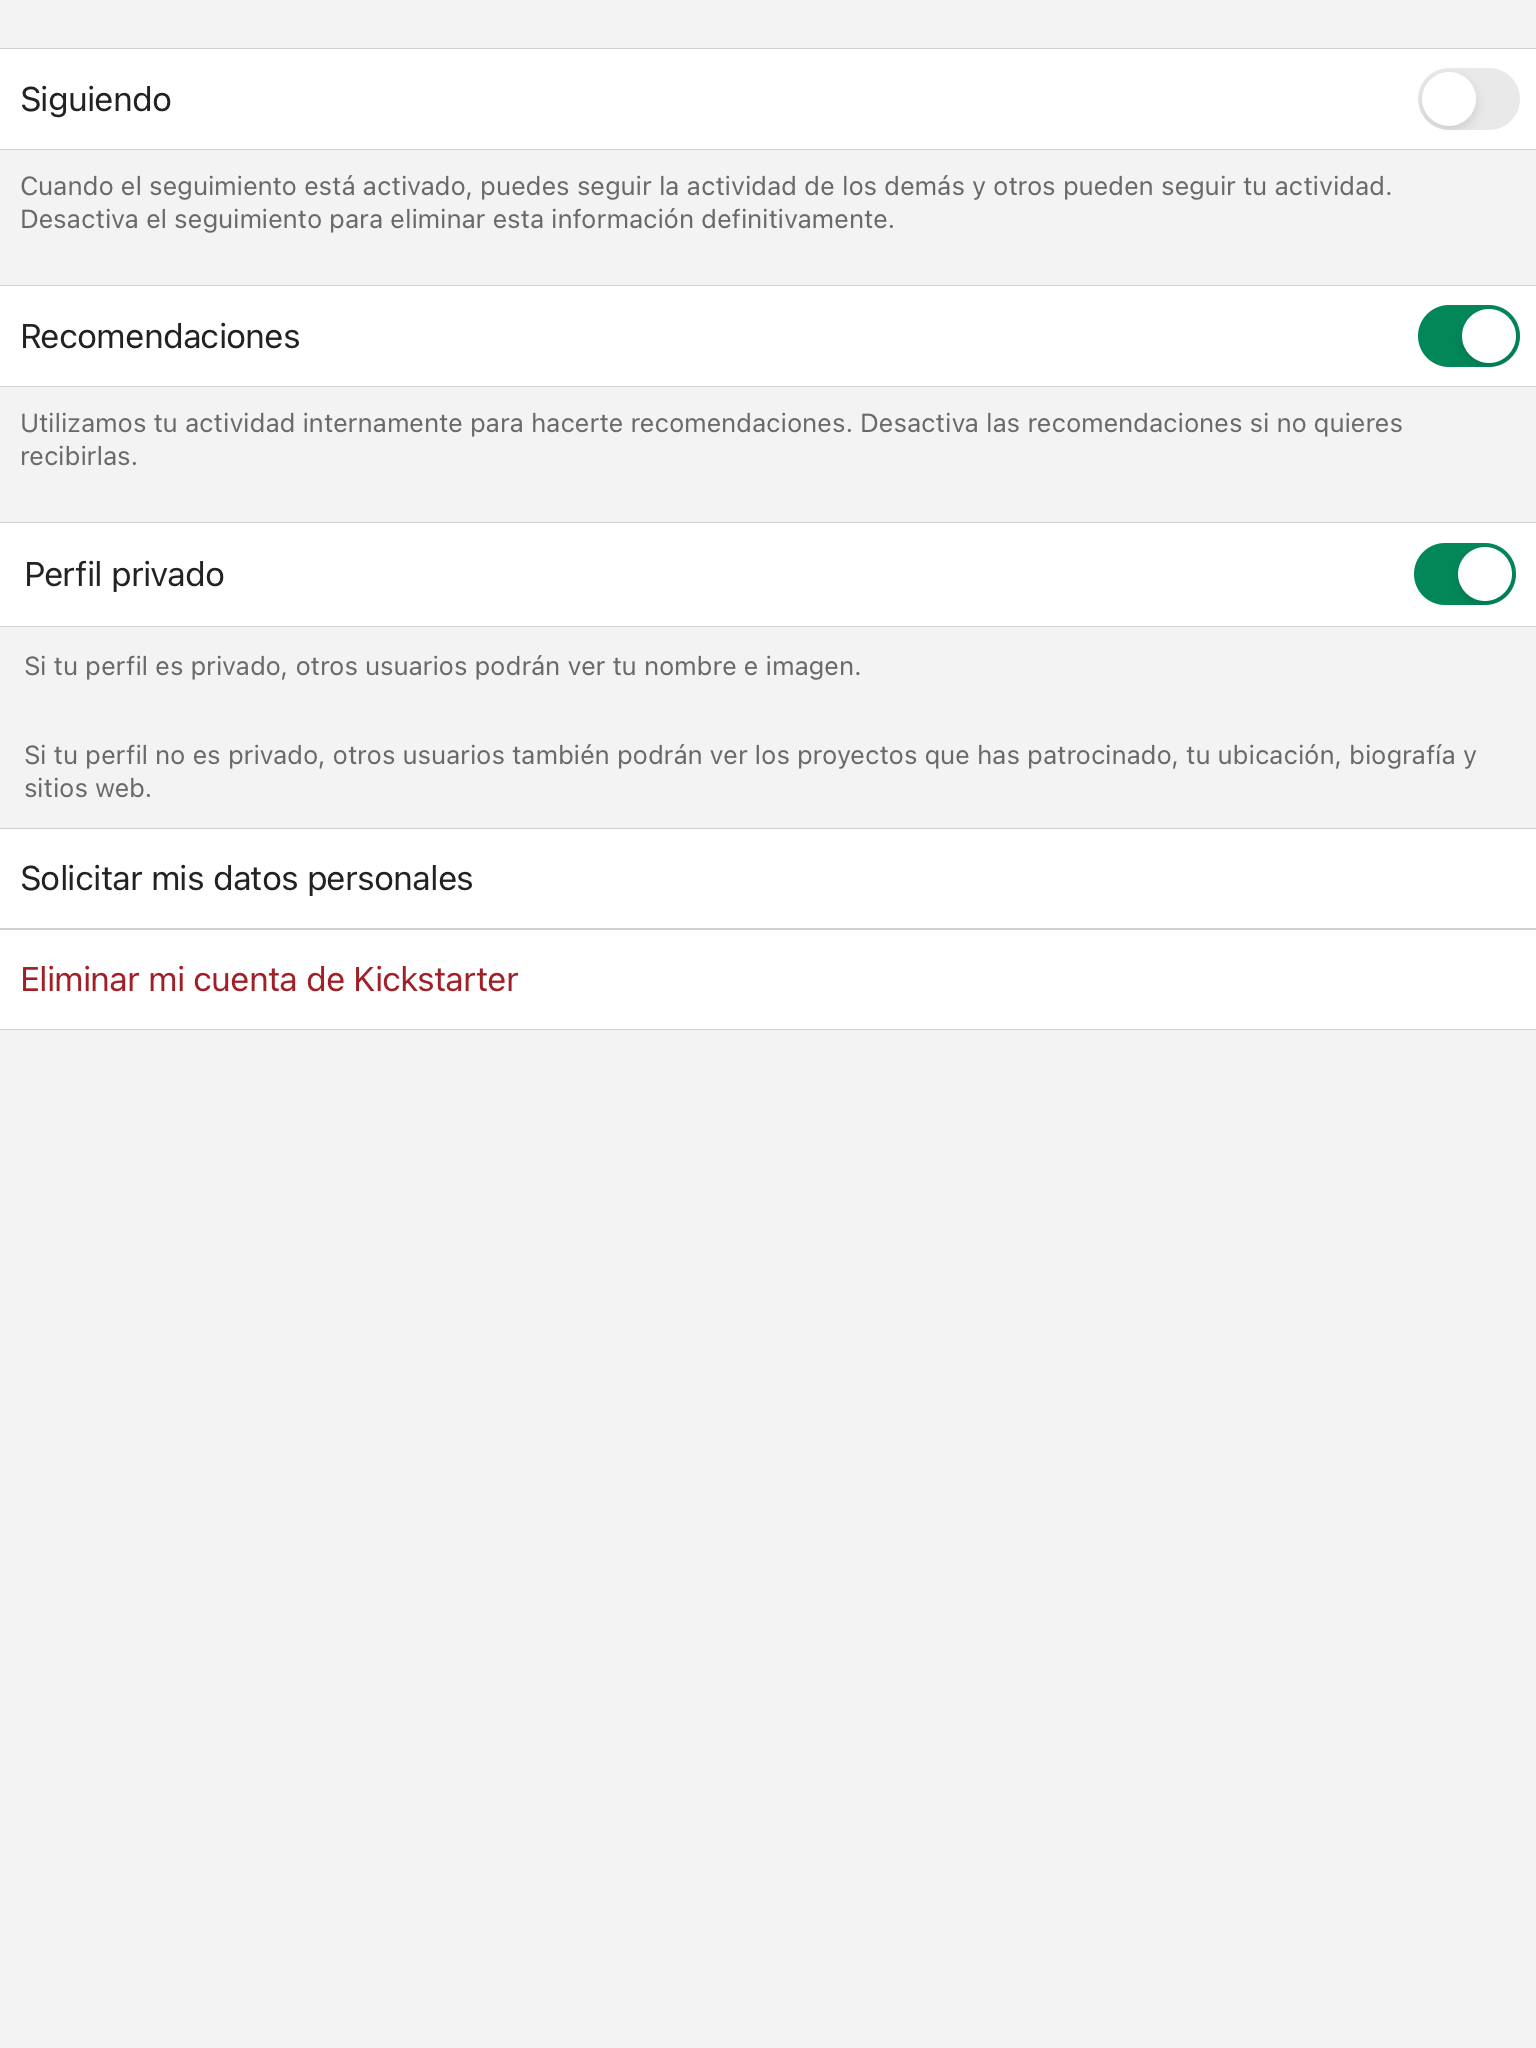 Siguiendo
Cuando el seguimiento está activado, puedes seguir la actividad de los demás y otros pueden seguir tu actividad.
Desactiva el seguimiento para eliminar esta información definitivamente.
Recomendaciones
Utilizamos tu actividad internamente para hacerte recomendaciones. Desactiva las recomendaciones si no quieres
recibirlas.
Perfil privado
Si tu perfil es privado, otros usuarios podrán ver tu nombre e imagen.
Si tu perfil no es privado, otros usuarios también podrán ver los proyectos que has patrocinado, tu ubicación, biografía y
sitios web.
Solicitar mis datos personales
Eliminar mi cuenta de Kickstarter